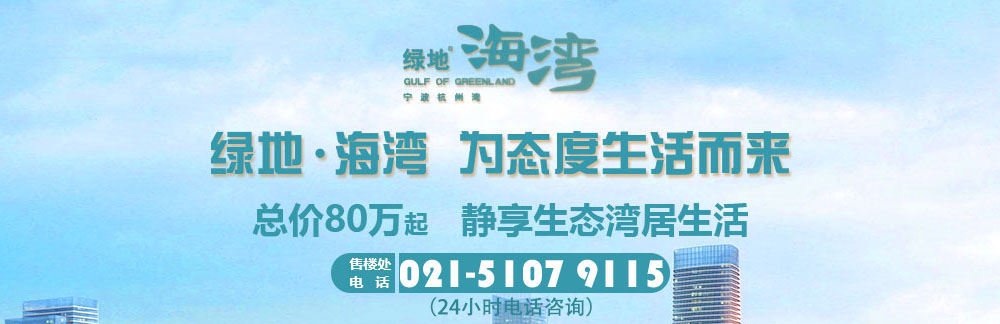 绿地® 海湾
GULF OF GREENLAND
宁波杭州湾
绿地·海湾 为态度生活而来
总价80万起 静享生态湾居生活
售楼处
电话
021-5107 9115
(24小时电话咨询)